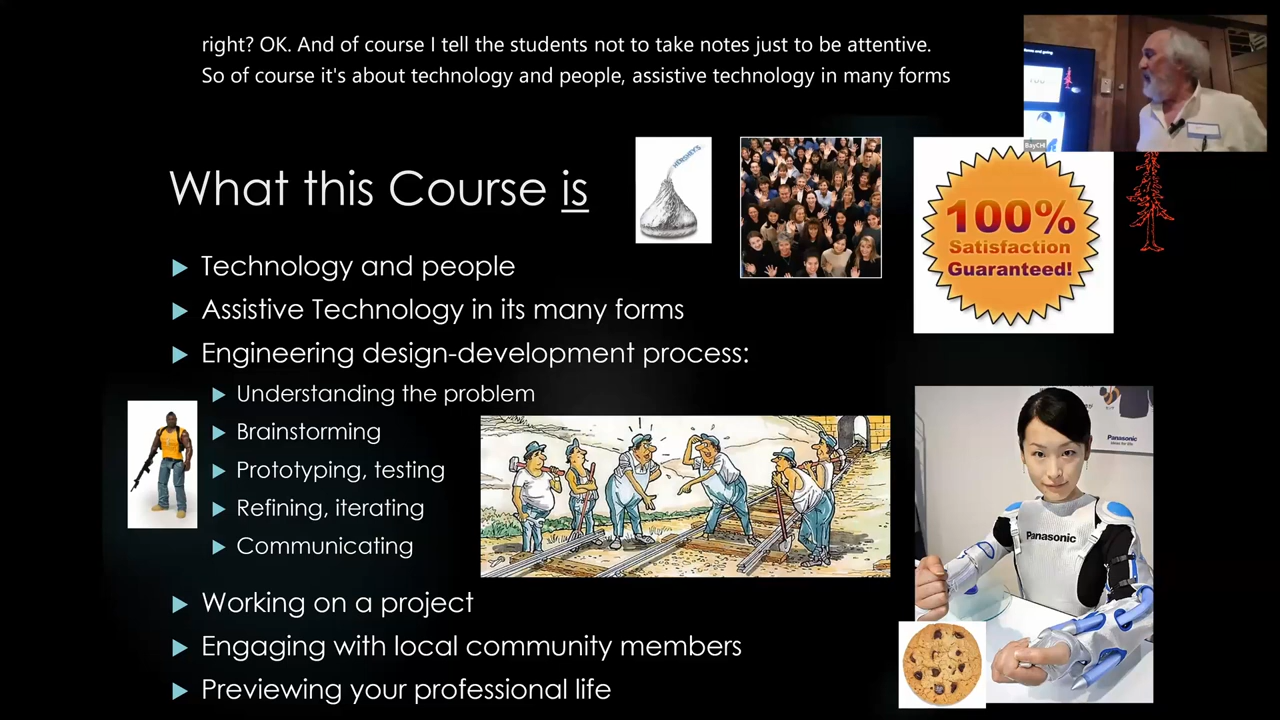 right? OK. And of course I tell the students not to take notes just to be attentive.
So of course it's about technology and people, assistive technology in many forms
BayCHI
What this Course is
HERSHEY'S
100%
Satisfaction
Guaranteed!
Technology and people
Assistive Technology in its many forms
Engineering design-development process:
Understanding the problem
Brainstorming
Prototyping, testing
Refining, iterating
Communicating
Panasonic
Panasonic
Working on a project
Engaging with local community members
Previewing your professional life